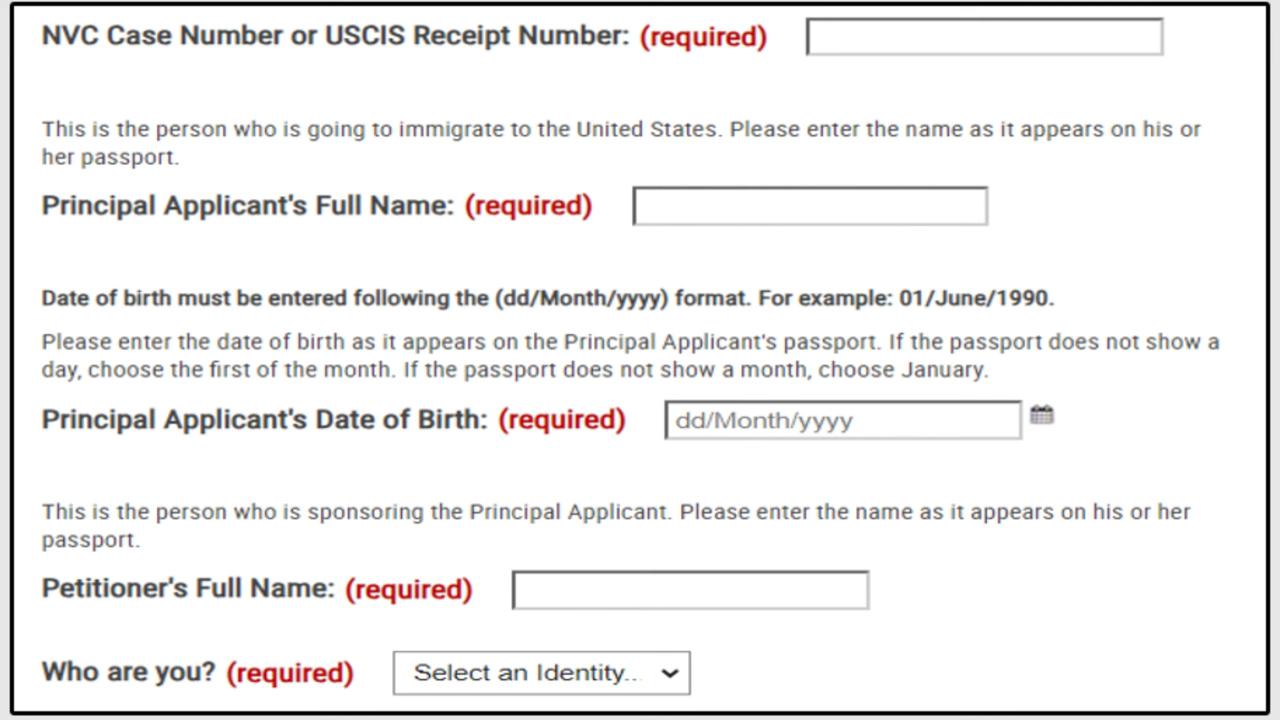 NVC Case Number or USCIS Receipt Number: (required)
This is the person who is going to immigrate to the United States. Please enter the name as it appears on his or
her passport.
Principal Applicant's Full Name: (required)
Date of birth must be entered following the (dd/Month/yyyy) format. For example: 01/June/1990.
Please enter the date of birth as it appears on the Principal Applicant's passport. If the passport does not show a
day, choose the first of the month. If the passport does not show a month, choose January.
Principal Applicant's Date of Birth: (required) dd/Month/yyyy
This is the person who is sponsoring the Principal Applicant. Please enter the name as it appears on his or her
passport.
Petitioner's Full Name: (required)
Who are you? (required) Select an Identity...